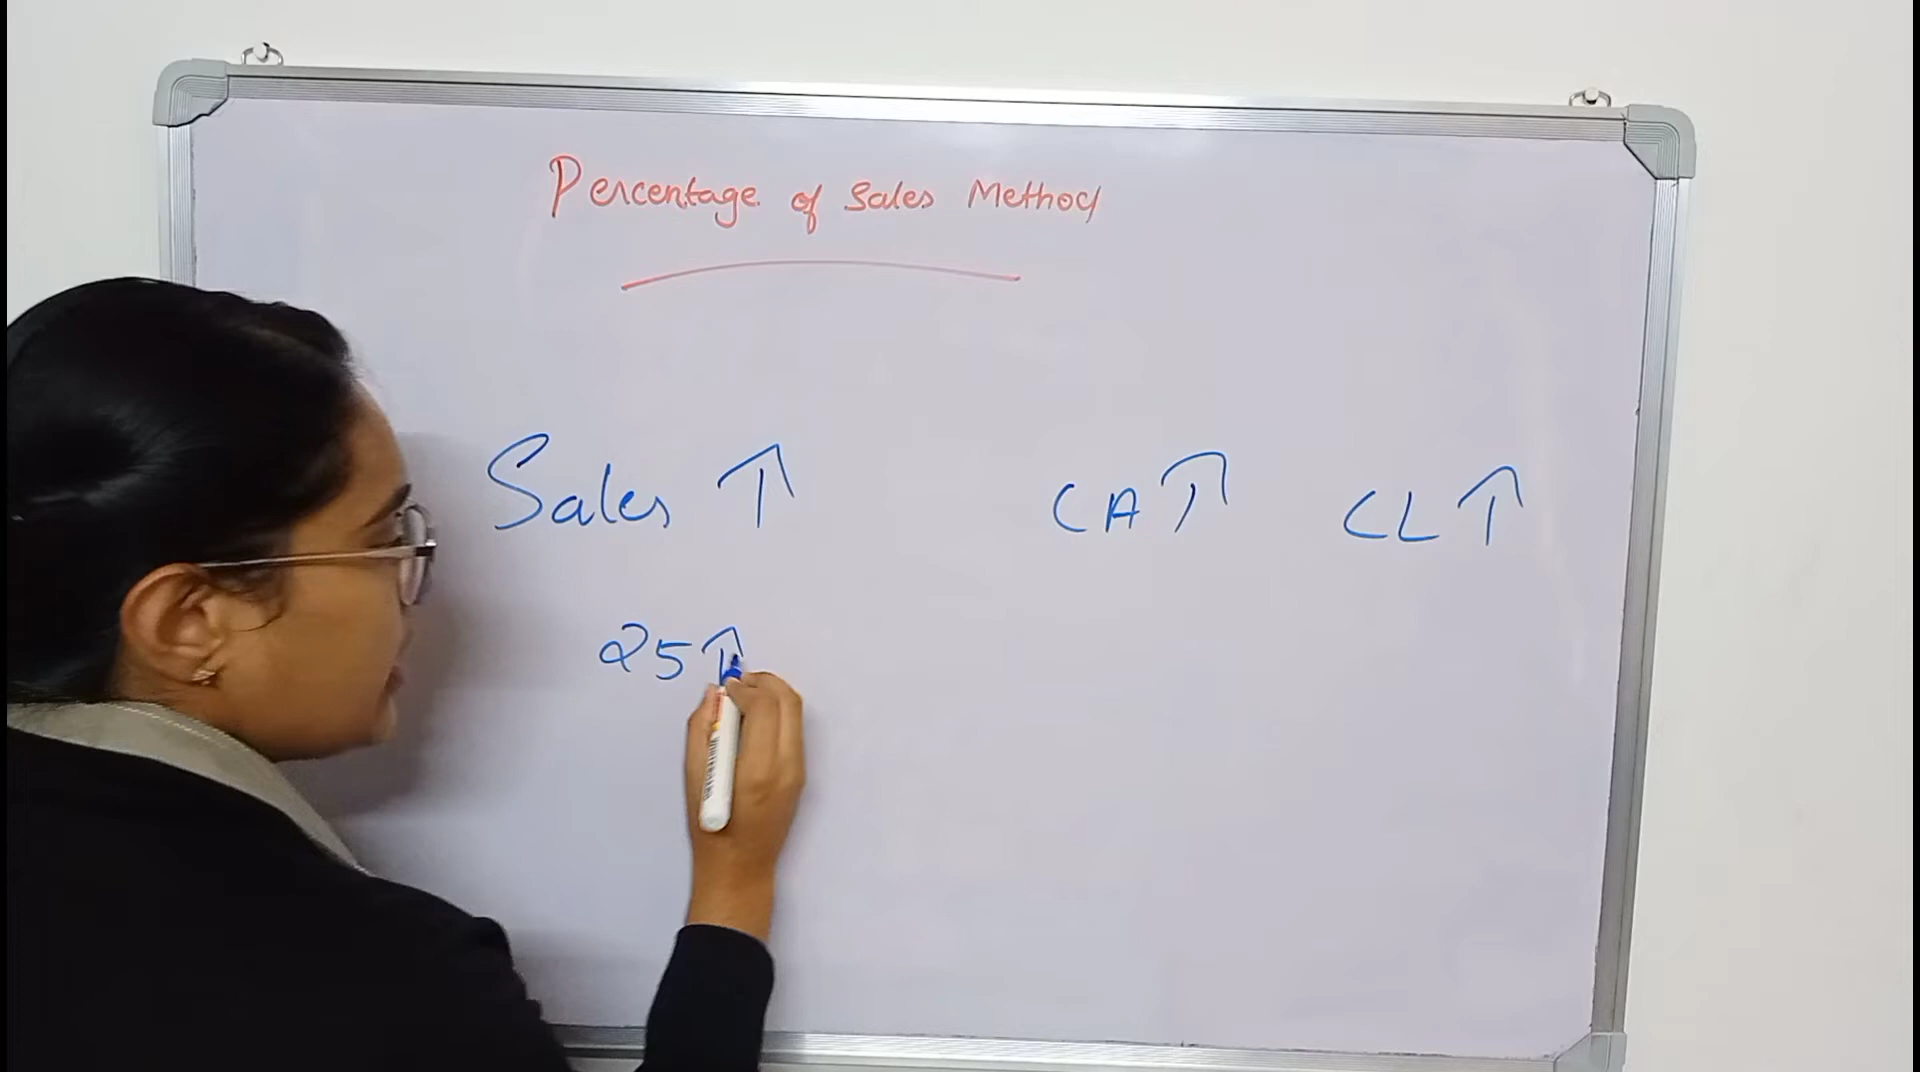 Percentage of Sales Method
Sales ↑ CA ↑ CL ↑
25 ↑